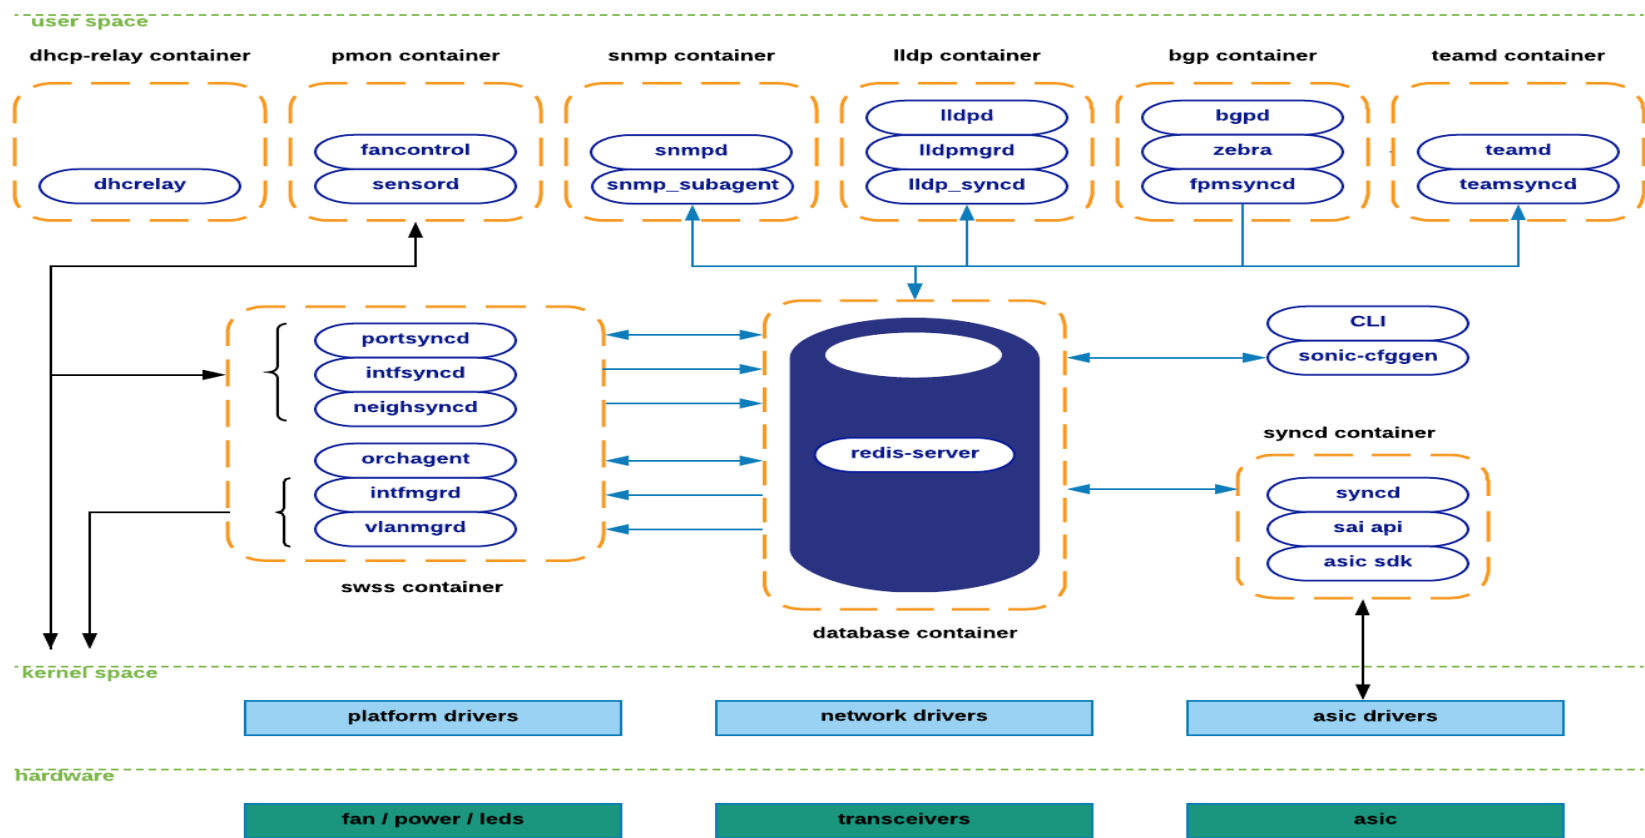 user space
dhcp-relay container
pmon container
snmp container
lldp container
bgp container
teamd container
dhcrelay
fancontrol
sensord
snmpd
snmp_subagent
lldpd
lldpmgrd
lldp_syncd
bgpd
zebra
fpmsyncd
teamd
teamsyncd
portsyncd
intfsyncd
neighsyncd
orchagent
intfmgrd
vlanmgrd
swss container
redis-server
database container
CLI
sonic-cfggen
syncd container
syncd
sai api
asic sdk
kernel space
platform drivers
network drivers
asic drivers
hardware
fan / power / leds
transceivers
asic